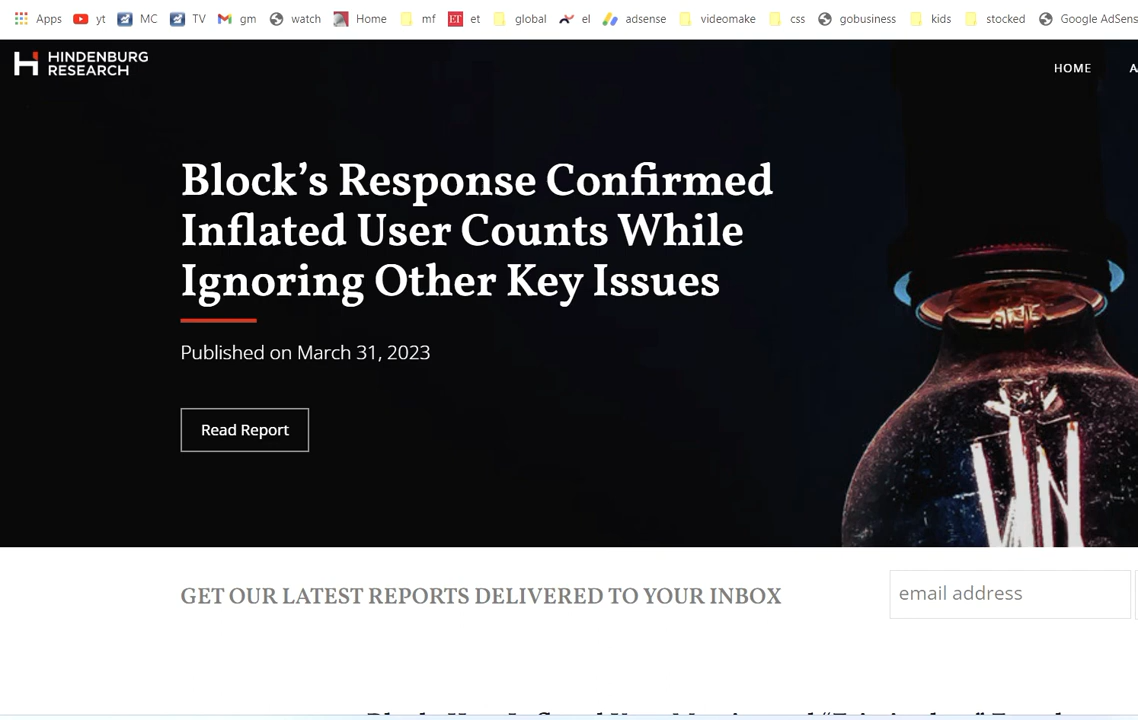 Apps yt MC TV gm watch Home mf ET et global el adsense videomake css gobusiness kids stocked Google AdSens
HINDENBURG
RESEARCH
HOME A
Block's Response Confirmed
Inflated User Counts While
Ignoring Other Key Issues
Published on March 31, 2023
Read Report
GET OUR LATEST REPORTS DELIVERED TO YOUR INBOX
email address